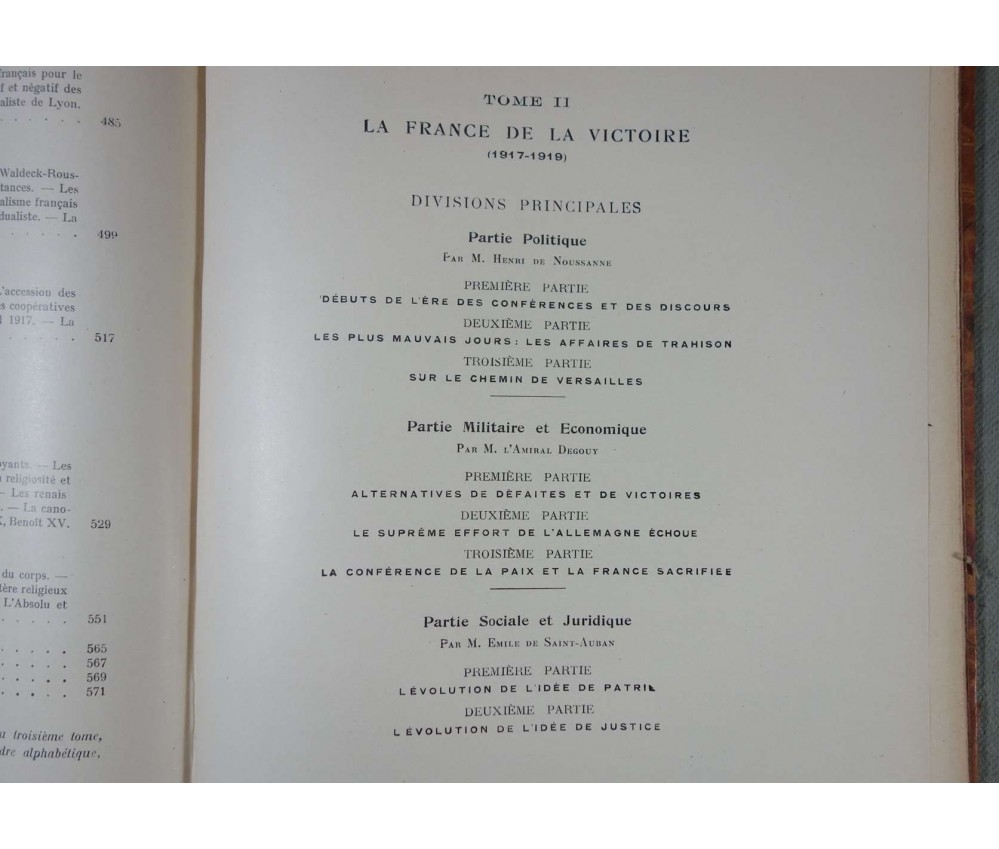 français pour le
f et négatif des
aliste de Lyon.
. . . . . . 485
Waldeck-Rous-
tances. — Les
alisme français
dualiste. — La
. . . . . . 499
L'accession des
s coopératives
1917. — La
. . . . . . 517
oyants. — Les
religiosité et
— Les renais
. — La cano-
, Benoît XV. 529
du corps. —
tère religieux
L'Absolu et
. . . . . . 551
. . . . . 565
. . . . . 567
. . . . . 569
. . . . . 571
troisième tome,
dre alphabétique,
TOME II
LA FRANCE DE LA VICTOIRE
(1917-1919)
DIVISIONS PRINCIPALES
Partie Politique
PAR M. HENRI DE NOUSSANNE
PREMIÈRE PARTIE
DÉBUTS DE L'ÈRE DES CONFÉRENCES ET DES DISCOURS
DEUXIÈME PARTIE
LES PLUS MAUVAIS JOURS: LES AFFAIRES DE TRAHISON
TROISIÈME PARTIE
SUR LE CHEMIN DE VERSAILLES
Partie Militaire et Economique
PAR M. L'AMIRAL DEGOUY
PREMIÈRE PARTIE
ALTERNATIVES DE DÉFAITES ET DE VICTOIRES
DEUXIÈME PARTIE
LE SUPRÊME EFFORT DE L'ALLEMAGNE ÉCHOUE
TROISIÈME PARTIE
LA CONFÉRENCE DE LA PAIX ET LA FRANCE SACRIFIEE
Partie Sociale et Juridique
PAR M. EMILE DE SAINT-AUBAN
PREMIÈRE PARTIE
L'ÉVOLUTION DE L'IDÉE DE PATRIE
DEUXIÈME PARTIE
L'ÉVOLUTION DE L'IDÉE DE JUSTICE